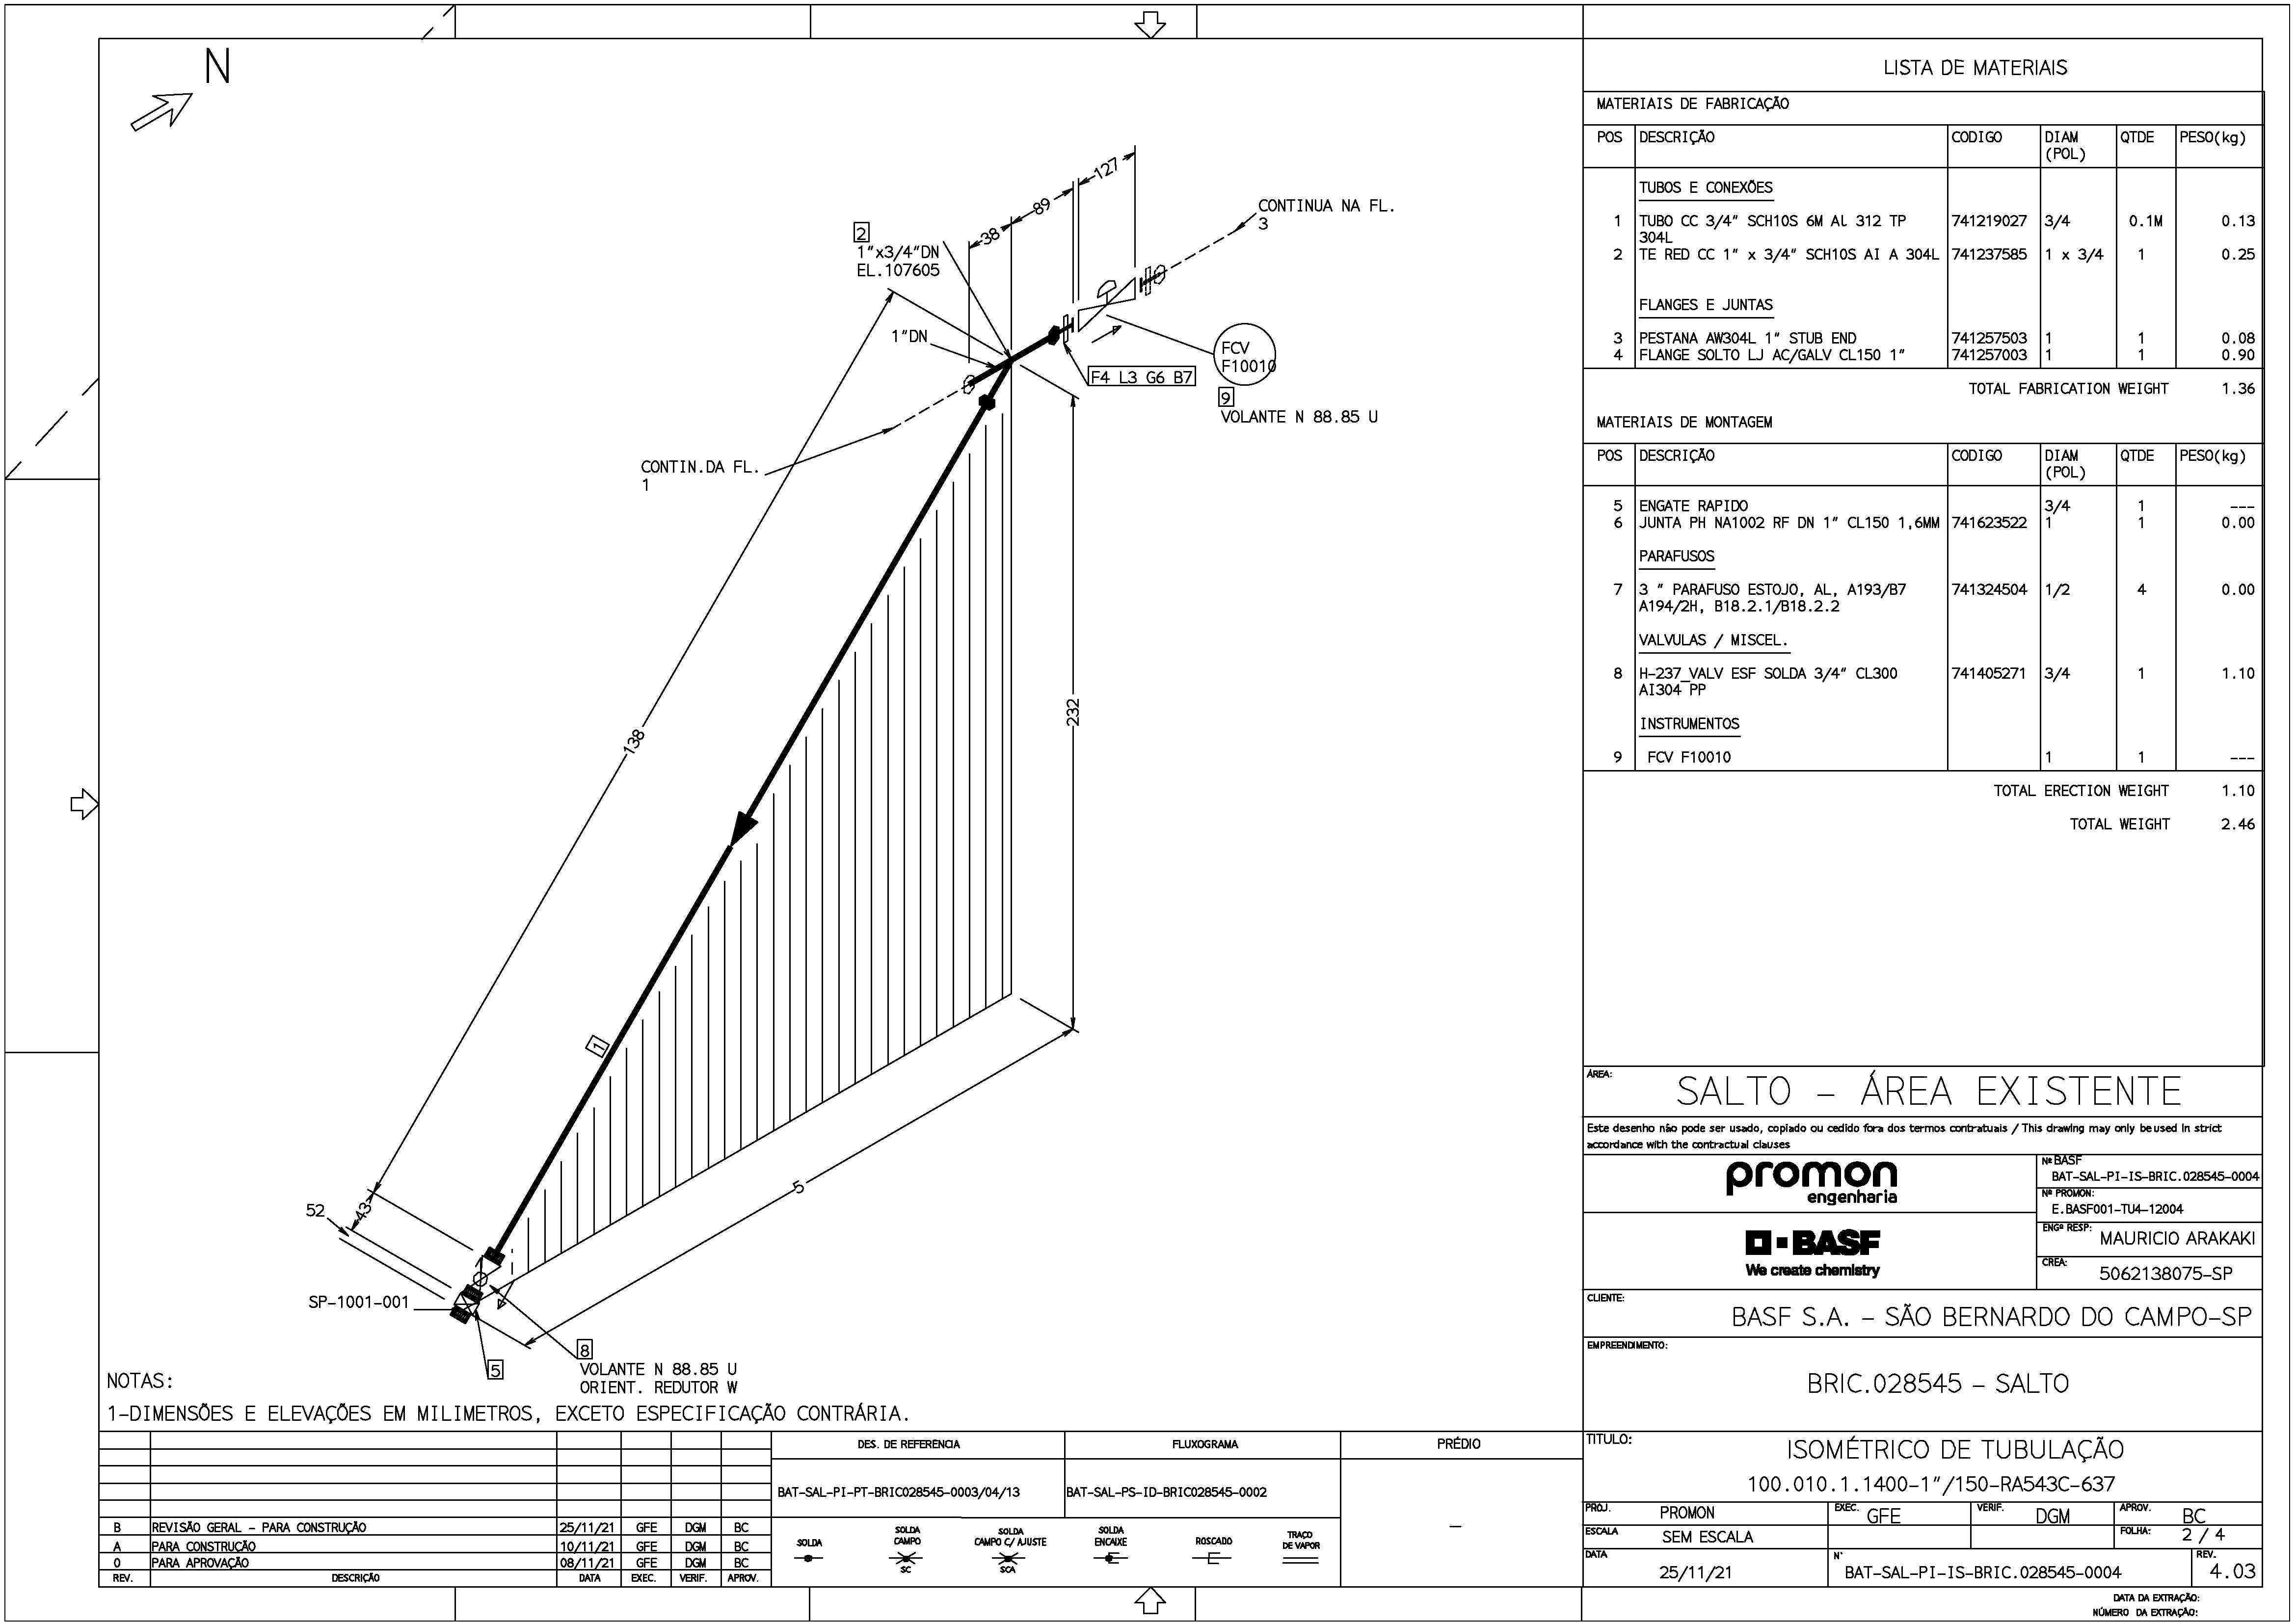 N
127
89
38
CONTINUA NA FL.
3
2
1"x3/4"DN
EL.107605
1"DN
FCV
F10010
F4 L3 G6 B7
9
VOLANTE N 88.85 U
CONTIN.DA FL.
1
138
232
1
5
43
52
SP-1001-001
8
VOLANTE N 88.85 U
ORIENT. REDUTOR W
5
NOTAS:
1-DIMENSÕES E ELEVAÇÕES EM MILIMETROS, EXCETO ESPECIFICAÇÃO CONTRÁRIA.
LISTA DE MATERIAIS
MATERIAIS DE FABRICAÇÃO
POS DESCRIÇÃO CODIGO DIAM (POL) QTDE PESO(kg)
TUBOS E CONEXÕES
1 TUBO CC 3/4" SCH10S 6M AL 312 TP 741219027 3/4 0.1M 0.13
304L
2 TE RED CC 1" x 3/4" SCH10S AI A 304L 741237585 1 x 3/4 1 0.25
FLANGES E JUNTAS
3 PESTANA AW304L 1" STUB END 741257503 1 1 0.08
4 FLANGE SOLTO LJ AC/GALV CL150 1" 741257003 1 1 0.90
TOTAL FABRICATION WEIGHT 1.36
MATERIAIS DE MONTAGEM
POS DESCRIÇÃO CODIGO DIAM (POL) QTDE PESO(kg)
5 ENGATE RAPIDO 3/4 1 ---
6 JUNTA PH NA1002 RF DN 1" CL150 1,6MM 741623522 1 1 0.00
PARAFUSOS
7 3 " PARAFUSO ESTOJO, AL, A193/B7 741324504 1/2 4 0.00
A194/2H, B18.2.1/B18.2.2
VALVULAS / MISCEL.
8 H-237_VALV ESF SOLDA 3/4" CL300 741405271 3/4 1 1.10
AI304 PP
INSTRUMENTOS
9 FCV F10010 1 1 ---
TOTAL ERECTION WEIGHT 1.10
TOTAL WEIGHT 2.46
ÁREA:
SALTO - ÁREA EXISTENTE
Este desenho não pode ser usado, copiado ou cedido fora dos termos contratuais / This drawing may only be used in strict
accordance with the contractual clauses
promon
engenharia
Nº BASF
BAT-SAL-PI-IS-BRIC.028545-0004
Nº PROMON:
E.BASF001-TU4-12004
BASF
We create chemistry
ENGº RESP:
MAURICIO ARAKAKI
CREA:
5062138075-SP
CLIENTE:
BASF S.A. - SÃO BERNARDO DO CAMPO-SP
EMPREENDIMENTO:
BRIC.028545 - SALTO
TITULO:
ISOMÉTRICO DE TUBULAÇÃO
100.010.1.1400-1"/150-RA543C-637
PROJ. PROMON EXEC. GFE VERIF. DGM APROV. BC
ESCALA SEM ESCALA FOLHA: 2 / 4
DATA 25/11/21 Nº BAT-SAL-PI-IS-BRIC.028545-0004 REV. 4.03
DATA DA EXTRAÇÃO:
NÚMERO DA EXTRAÇÃO:
B REVISÃO GERAL - PARA CONSTRUÇÃO 25/11/21 GFE DGM BC
A PARA CONSTRUÇÃO 10/11/21 GFE DGM BC
0 PARA APROVAÇÃO 08/11/21 GFE DGM BC
REV. DESCRIÇÃO DATA EXEC. VERIF. APROV.
DES. DE REFERÊNCIA FLUXOGRAMA PRÉDIO
BAT-SAL-PI-PT-BRIC028545-0003/04/13 BAT-SAL-PS-ID-BRIC028545-0002
-
SOLDA
SOLDA CAMPO
SC
SOLDA CAMPO C/ AJUSTE
SCA
SOLDA ENCAIXE
ROSCADO
TRAÇO DE VAPOR